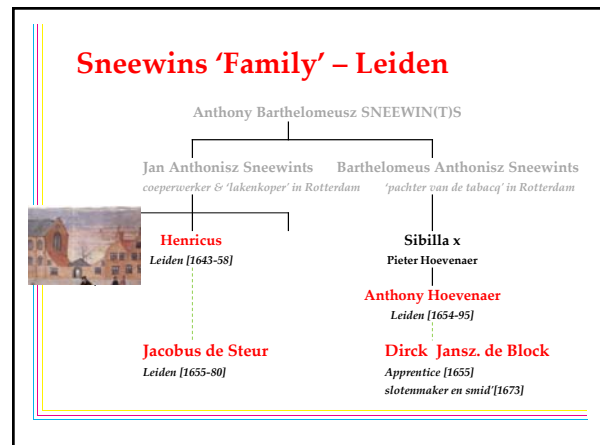 Sneewins ‘Family’ – Leiden
Anthony Barthelomeusz SNEEWIN(T)S
Jan Anthonisz Sneewints
coeperwerker & ‘lakenkoper’ in Rotterdam
Barthelomeus Anthonisz Sneewints
‘pachter van de tabacq’ in Rotterdam
Henricus
Leiden [1643-58]
Sibilla x
Pieter Hoevenaer
Anthony Hoevenaer
Leiden [1654-95]
Jacobus de Steur
Leiden [1655-80]
Dirck Jansz. de Block
Apprentice [1655]
slotenmaker en smid’[1673]